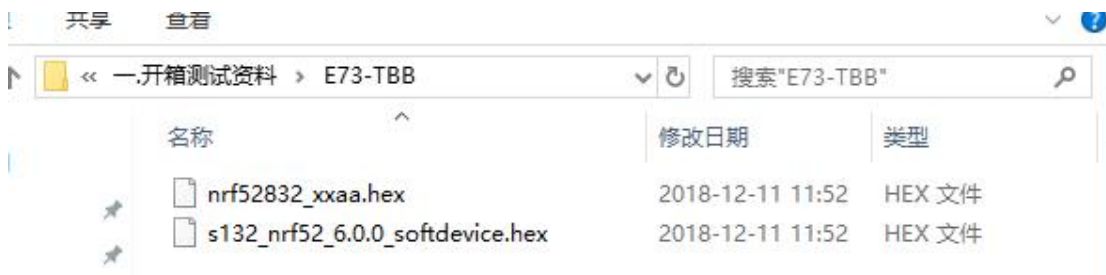 共享 查看
« 一.开箱测试资料 › E73-TBB 搜索"E73-TBB"
名称 修改日期 类型
nrf52832_xxaa.hex 2018-12-11 11:52 HEX 文件
s132_nrf52_6.0.0_softdevice.hex 2018-12-11 11:52 HEX 文件